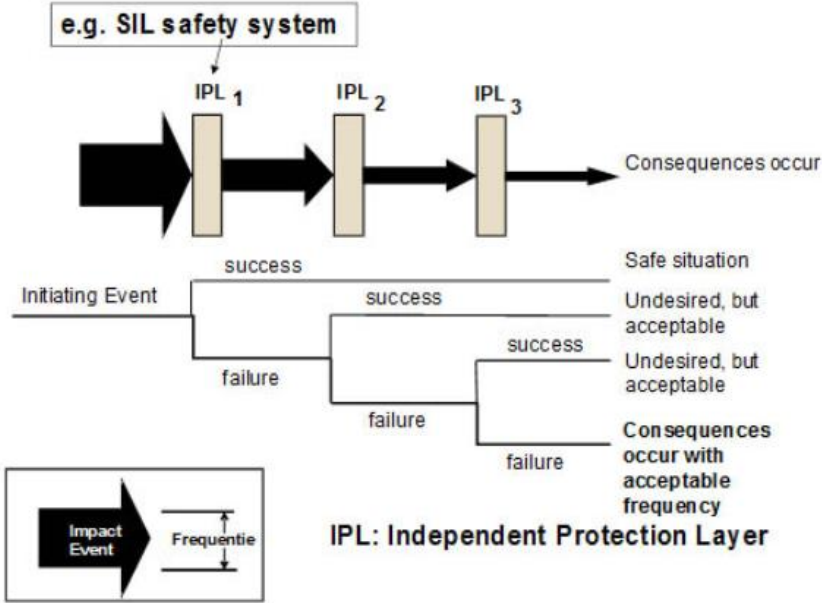 e.g. SIL safety system
IPL 1
IPL 2
IPL 3
Consequences occur
success
Safe situation
Initiating Event
success
Undesired, but
acceptable
success
Undesired, but
acceptable
failure
failure
failure
Consequences
occur with
acceptable
frequency
Impact
Event
Frequentie
IPL: Independent Protection Layer